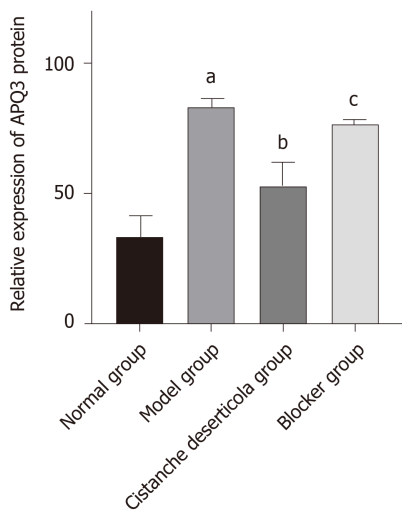 Relative expression of APQ3 protein
100
50
0
a
b
c
Normal group
Model group
Cistanche deserticola group
Blocker group